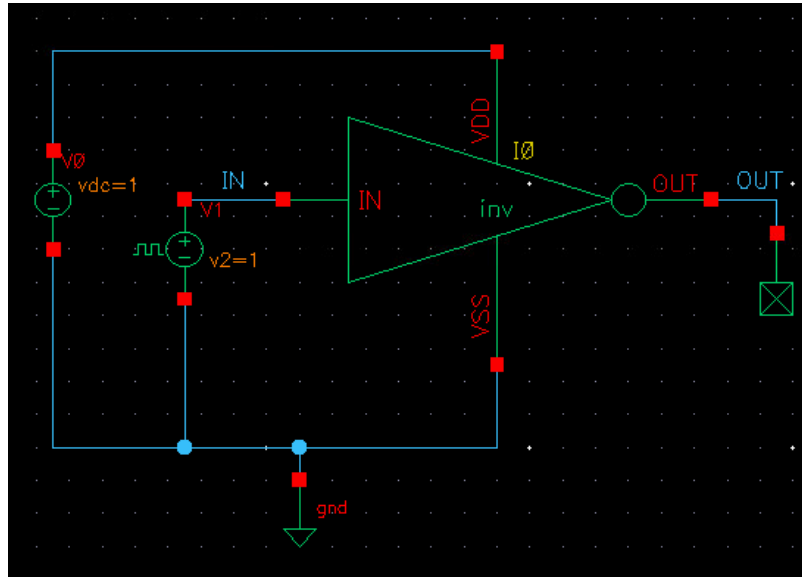 VDD
I0
V0
vdc=1
IN
V1
IN
inv
OUT
OUT
v2=1
VSS
gnd